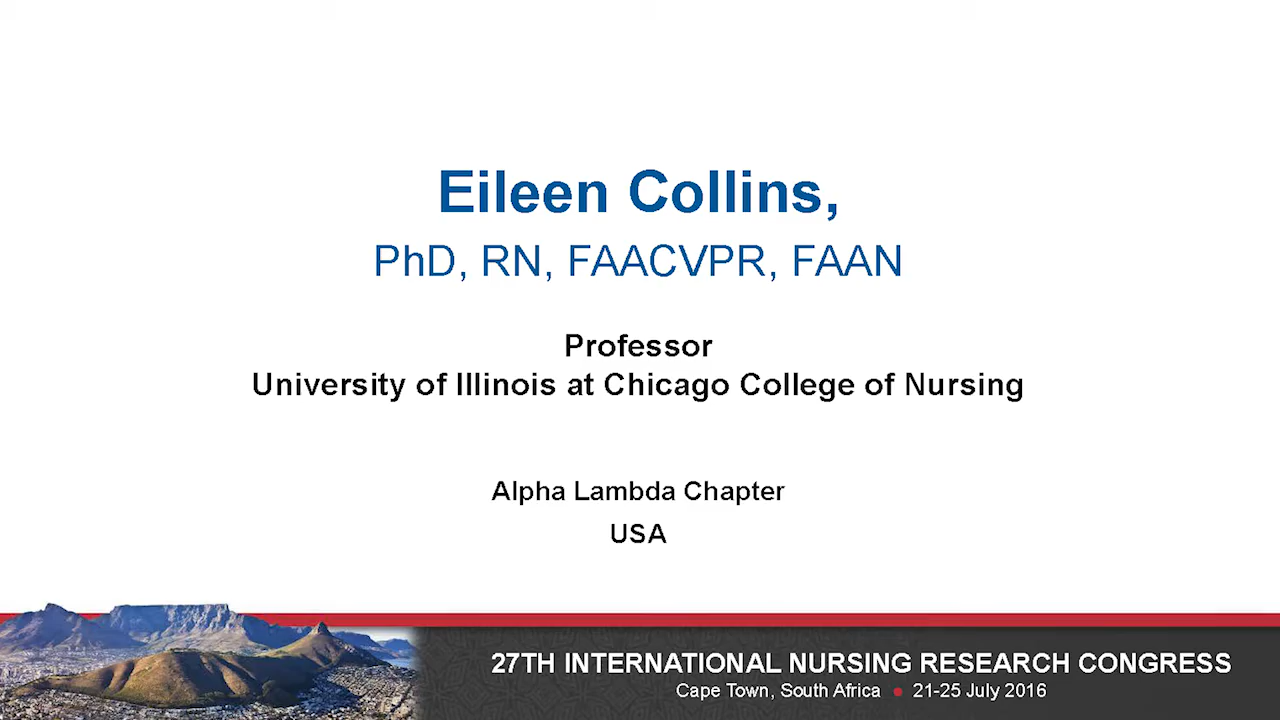 Eileen Collins,
PhD, RN, FAACVPR, FAAN
Professor
University of Illinois at Chicago College of Nursing
Alpha Lambda Chapter
USA
27TH INTERNATIONAL NURSING RESEARCH CONGRESS
Cape Town, South Africa • 21-25 July 2016